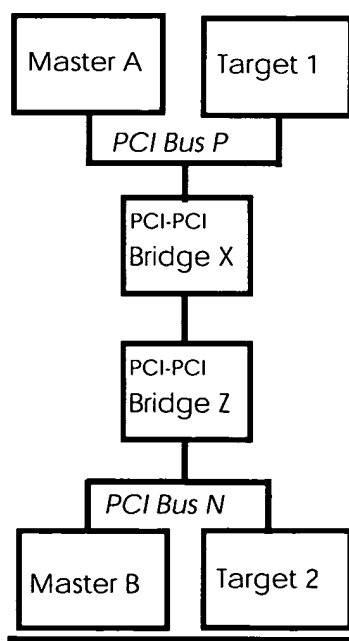 Master A
Target 1
PCI Bus P
PCI-PCI
Bridge X
PCI-PCI
Bridge Z
PCI Bus N
Master B
Target 2